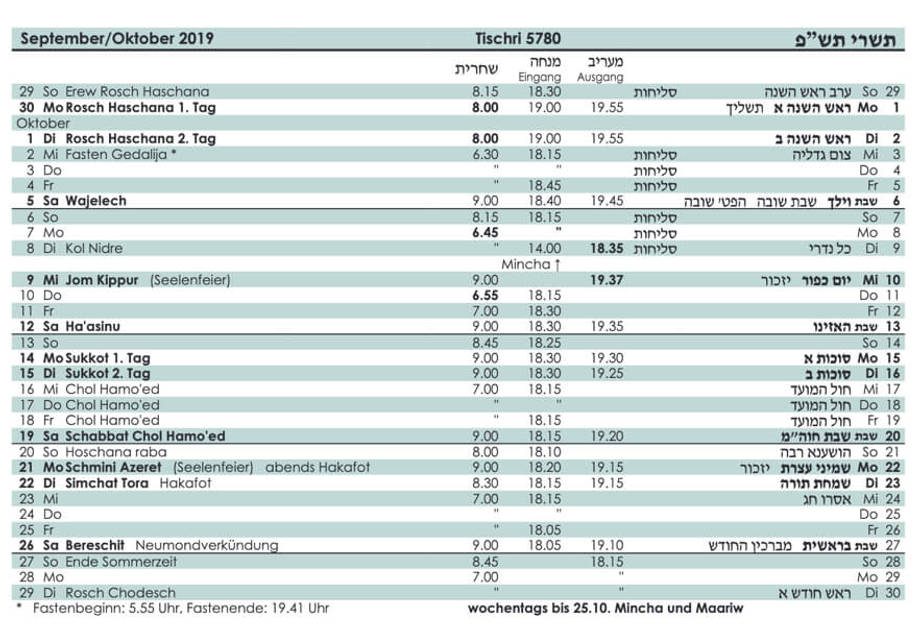 September/Oktober 2019 Tischri 5780 תשרי תש״פ
שחרית מנחה מעריב
Eingang Ausgang
29 So Erew Rosch Haschana 8.15 18.30 סליחות ערב ראש השנה So 29
30 Mo Rosch Haschana 1. Tag 8.00 19.00 19.55 ראש השנה א תשליך Mo 1
Oktober
1 Di Rosch Haschana 2. Tag 8.00 19.00 19.55 ראש השנה ב Di 2
2 Mi Fasten Gedalija * 6.30 18.15 סליחות צום גדליה Mi 3
3 Do " " סליחות Do 4
4 Fr " 18.45 סליחות Fr 5
5 Sa Wajelech 9.00 18.40 19.45 שבת וילך שבת שובה הפט׳ שובה 6
6 So 8.15 18.15 סליחות So 7
7 Mo 6.45 " סליחות Mo 8
8 Di Kol Nidre " 14.00 18.35 סליחות כל נדרי Di 9
Mincha ↑
9 Mi Jom Kippur (Seelenfeier) 9.00 19.37 יום כפור יזכור Mi 10
10 Do 6.55 18.15 Do 11
11 Fr 7.00 18.30 Fr 12
12 Sa Ha'asinu 9.00 18.30 19.35 שבת האזינו 13
13 So 8.45 18.25 So 14
14 Mo Sukkot 1. Tag 9.00 18.30 19.30 סוכות א Mo 15
15 Di Sukkot 2. Tag 9.00 18.30 19.25 סוכות ב Di 16
16 Mi Chol Hamo'ed 7.00 18.15 חול המועד Mi 17
17 Do Chol Hamo'ed " " חול המועד Do 18
18 Fr Chol Hamo'ed " 18.15 חול המועד Fr 19
19 Sa Schabbat Chol Hamo'ed 9.00 18.15 19.20 שבת שבת חוה״מ 20
20 So Hoschana raba 8.00 18.10 הושענא רבה So 21
21 Mo Schmini Azeret (Seelenfeier) abends Hakafot 9.00 18.20 19.15 שמיני עצרת יזכור Mo 22
22 Di Simchat Tora Hakafot 8.30 18.15 19.15 שמחת תורה Di 23
23 Mi 7.00 18.15 אסרו חג Mi 24
24 Do " " Do 25
25 Fr " 18.05 Fr 26
26 Sa Bereschit Neumondverkündung 9.00 18.05 19.10 שבת בראשית מברכין החודש 27
27 So Ende Sommerzeit 8.45 18.15 So 28
28 Mo 7.00 " Mo 29
29 Di Rosch Chodesch " " ראש חודש א Di 30
* Fastenbeginn: 5.55 Uhr, Fastenende: 19.41 Uhr wochentags bis 25.10. Mincha und Maariw